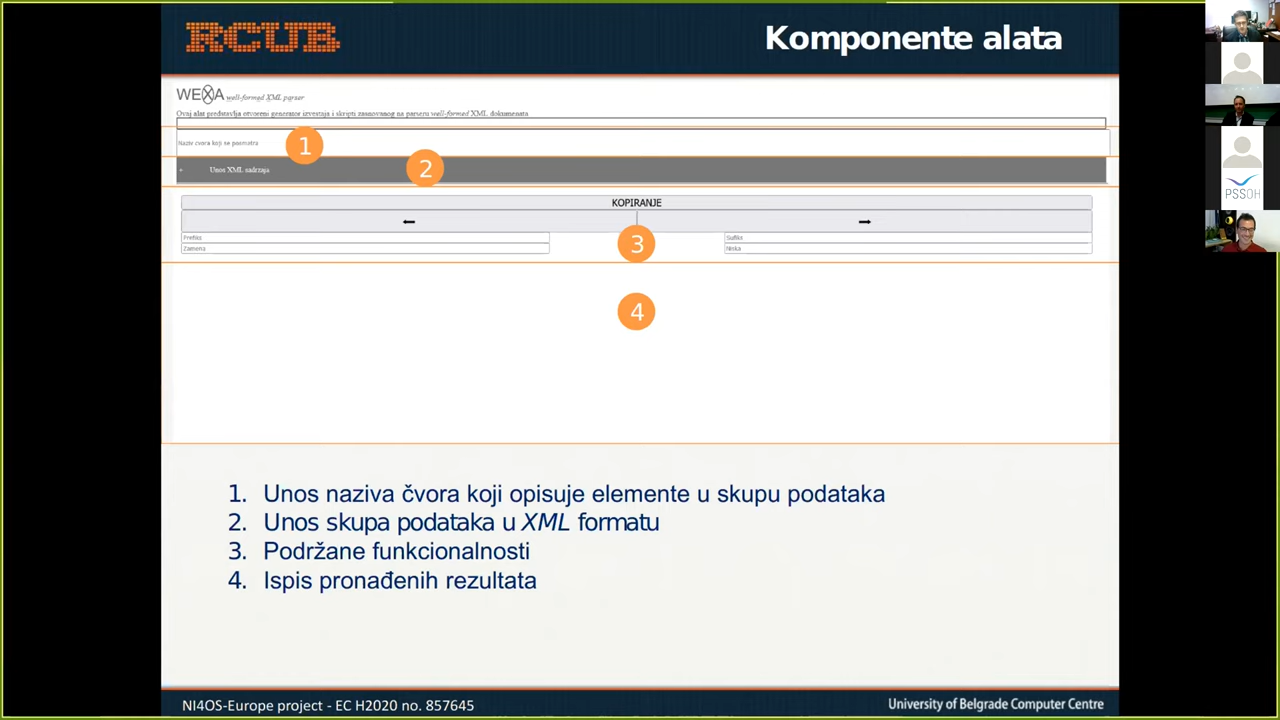 RCUB
Komponente alata
WEXA well-formed XML parser
Ovaj alat predstavlja otvoreni generator izvestaja i skripti zasnovanog na parseru well-formed XML dokumenata
Naziv cvora koji se posmatra
1
+ Unos XML sadrzaja
2
KOPIRANJE
Prefiks
Sufiks
3
Zamena
Niska
4
PSSOH
1. Unos naziva čvora koji opisuje elemente u skupu podataka
2. Unos skupa podataka u XML formatu
3. Podržane funkcionalnosti
4. Ispis pronađenih rezultata
NI4OS-Europe project - EC H2020 no. 857645
University of Belgrade Computer Centre